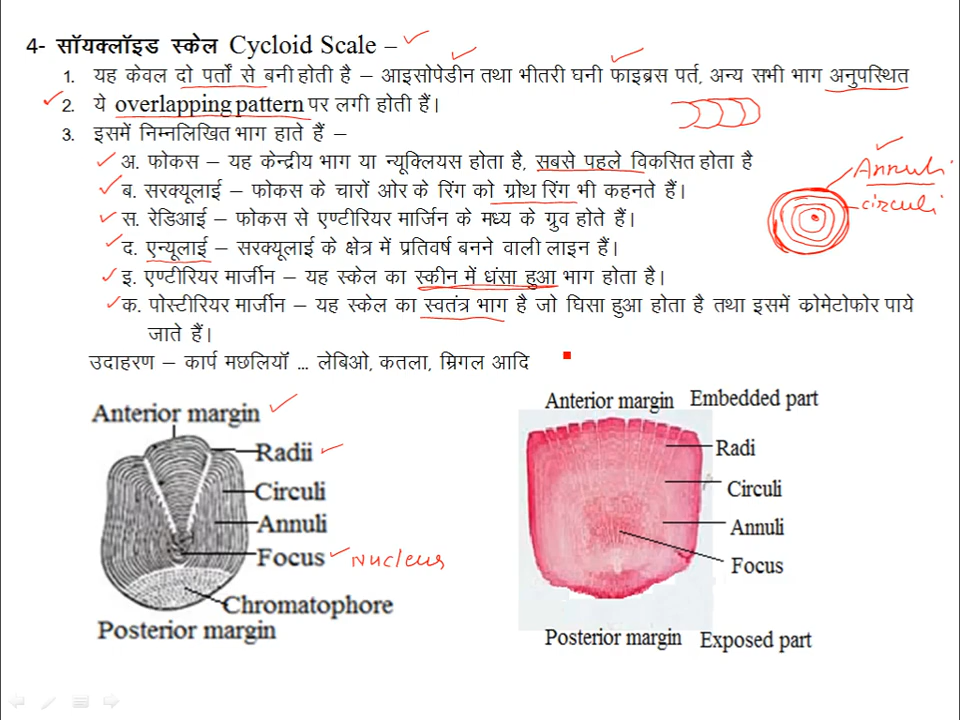 4- सॉयक्लॉइड स्केल Cycloid Scale –
1. यह केवल दो पर्तों से बनी होती है – आइसोपेडीन तथा भीतरी घनी फाइब्रस पर्त, अन्य सभी भाग अनुपस्थित
2. ये overlapping pattern पर लगी होती हैं।
3. इसमें निम्नलिखित भाग हाते हैं –
अ. फोकस – यह केन्द्रीय भाग या न्यूक्लियस होता है, सबसे पहले विकसित होता है
Annuli
ब. सरक्यूलाई – फोकस के चारों ओर के रिंग को ग्रोथ रिंग भी कहनते हैं।
circuli
स. रेडिआई – फोकस से एण्टीरियर मार्जिन के मध्य के ग्रुव होते हैं।
द. एन्यूलाई – सरक्यूलाई के क्षेत्र में प्रतिवर्ष बनने वाली लाइन हैं।
इ. एण्टीरियर मार्जीन – यह स्केल का स्कीन में धंसा हुआ भाग होता है।
क. पोस्टीरियर मार्जीन – यह स्केल का स्वतंत्र भाग है जो घिसा हुआ होता है तथा इसमें क्रोमेटोफोर पाये
जाते हैं।
उदाहरण – कार्प मछलियॉ ... लेबिओ, कतला, म्रिगल आदि
Anterior margin
Radii
Circuli
Annuli
Focus Nucleus
Chromatophore
Posterior margin
Anterior margin Embedded part
Radi
Circuli
Annuli
Focus
Posterior margin Exposed part